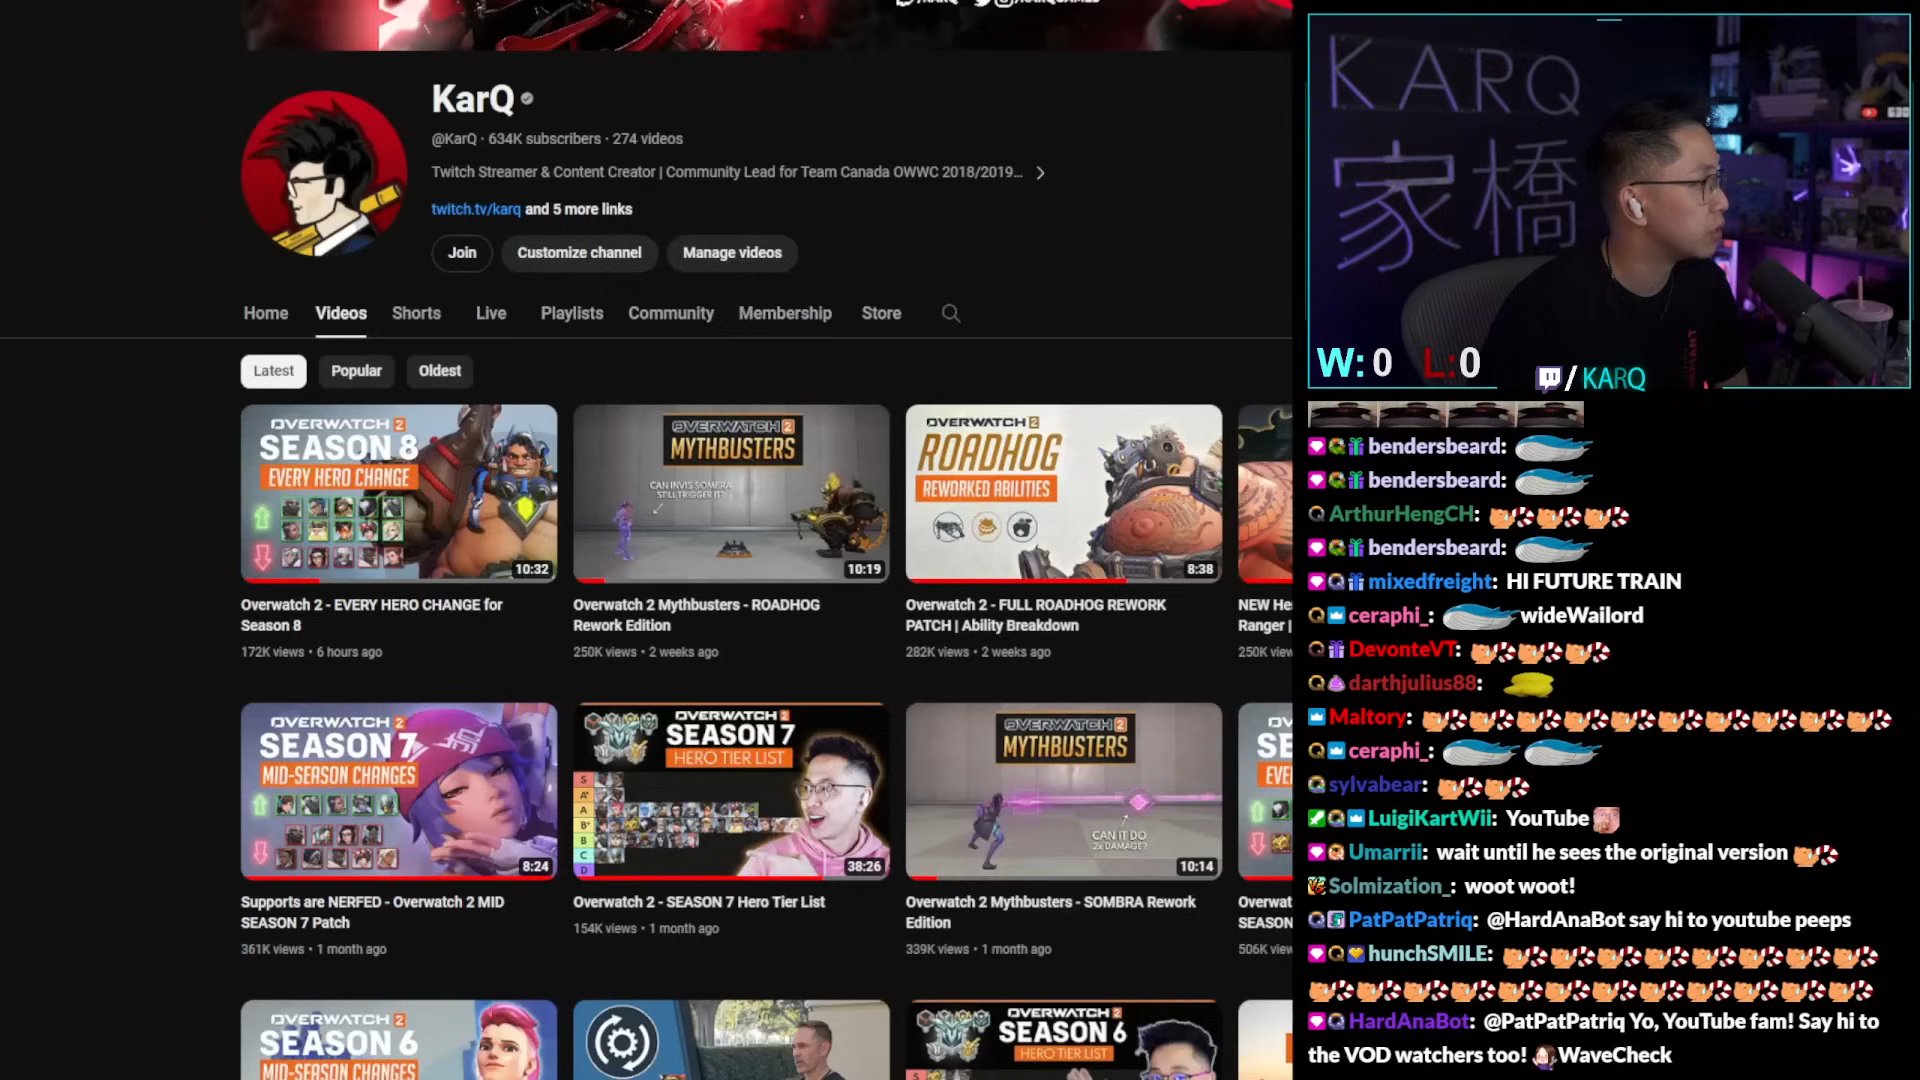 KarQ
@KarQ · 634K subscribers · 274 videos
Twitch Streamer & Content Creator | Community Lead for Team Canada OWWC 2018/2019...
twitch.tv/karq and 5 more links
Join
Customize channel
Manage videos
Home
Videos
Shorts
Live
Playlists
Community
Membership
Store
Latest
Popular
Oldest
OVERWATCH 2
SEASON 8
EVERY HERO CHANGE
10:32
Overwatch 2 - EVERY HERO CHANGE for
Season 8
172K views • 6 hours ago
OVERWATCH 2
MYTHBUSTERS
CAN INVIS SOMBRA
STILL TRIGGER IT?
10:19
Overwatch 2 Mythbusters - ROADHOG
Rework Edition
250K views • 2 weeks ago
OVERWATCH 2
ROADHOG
REWORKED ABILITIES
8:38
Overwatch 2 - FULL ROADHOG REWORK
PATCH | Ability Breakdown
282K views • 2 weeks ago
NEW He
Ranger |
250K view
OVERWATCH 2
SEASON 7
MID-SEASON CHANGES
8:24
Supports are NERFED - Overwatch 2 MID
SEASON 7 Patch
361K views • 1 month ago
OVERWATCH 2
SEASON 7
HERO TIER LIST
S
A+
A
B+
B
C
D
38:26
Overwatch 2 - SEASON 7 Hero Tier List
154K views • 1 month ago
OVERWATCH 2
MYTHBUSTERS
CAN IT DO
2x DAMAGE?
10:14
Overwatch 2 Mythbusters - SOMBRA Rework
Edition
339K views • 1 month ago
OV
SE
EVE
Overwat
SEASON
506K view
OVERWATCH 2
SEASON 6
MID-SEASON CHANGES
OVERWATCH 2
SEASON 6
HERO TIER LIST
S
KARQ
家橋
630
W: 0 L: 0
/KARQ
bendersbeard:
bendersbeard:
ArthurHengCH:
bendersbeard:
mixedfreight: HI FUTURE TRAIN
ceraphi_: wideWailord
DevonteVT:
darthjulius88:
Maltory:
ceraphi_:
sylvabear:
LuigiKartWii: YouTube
Umarrii: wait until he sees the original version
Solmization_: woot woot!
PatPatPatriq: @HardAnaBot say hi to youtube peeps
hunchSMILE:
HardAnaBot: @PatPatPatriq Yo, YouTube fam! Say hi to
the VOD watchers too! WaveCheck